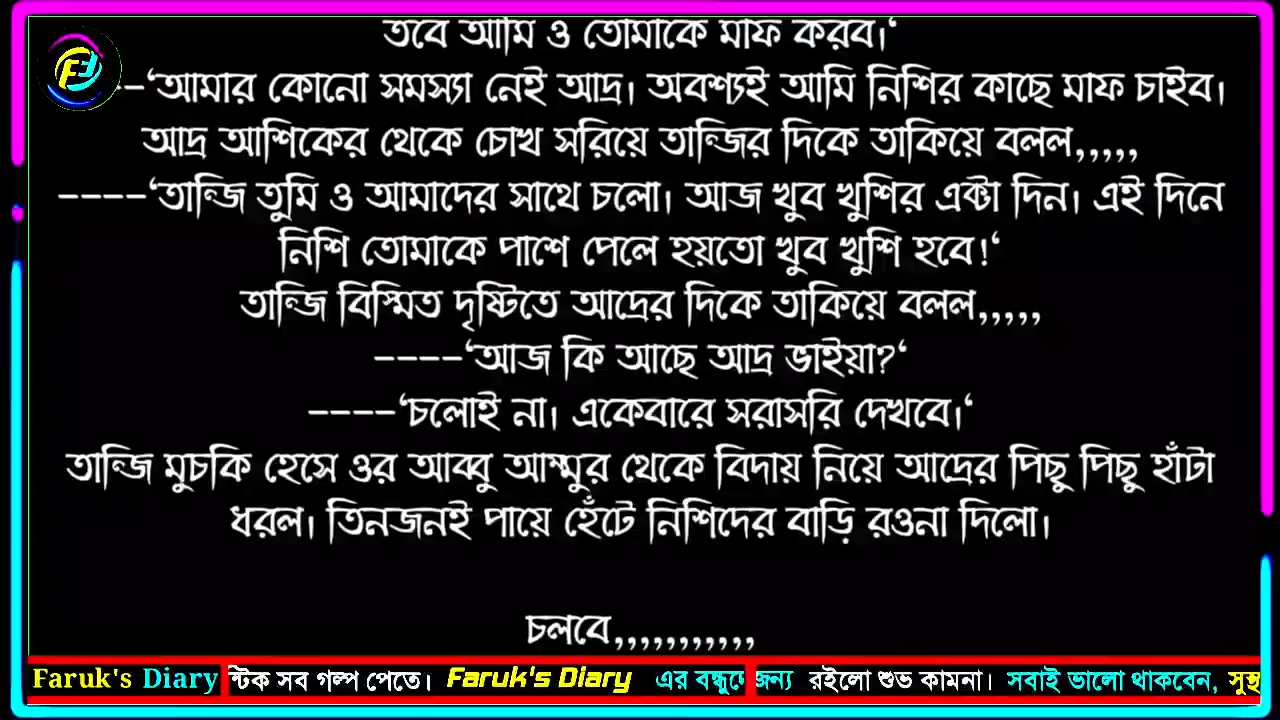 তবে আমি ও তোমাকে মাফ করব।‘
–‘আমার কোনো সমস্যা নেই আদ্র। অবশ্যই আমি নিশির কাছে মাফ চাইব।
আদ্র আশিকের থেকে চোখ সরিয়ে তান্জির দিকে তাকিয়ে বলল,,,,,
––––‘তান্জি তুমি ও আমাদের সাথে চলো। আজ খুব খুশির একটা দিন। এই দিনে
নিশি তোমাকে পাশে পেলে হয়তো খুব খুশি হবে!‘
তান্জি বিস্মিত দৃষ্টিতে আদ্রের দিকে তাকিয়ে বলল,,,,,
––––‘আজ কি আছে আদ্র ভাইয়া?‘
––––‘চলোই না। একেবারে সরাসরি দেখবে।‘
তান্জি মুচকি হেসে ওর আব্বু আম্মুর থেকে বিদায় নিয়ে আদ্রের পিছু পিছু হাঁটা
ধরল। তিনজনই পায়ে হেঁটে নিশিদের বাড়ি রওনা দিলো।
চলবে,,,,,,,,,,,
Faruk's Diary ন্টিক সব গল্প পেতে। Faruk's Diary এর বন্ধুদে জন্য রইলো শুভ কামনা। সবাই ভালো থাকবেন, সুস্থ